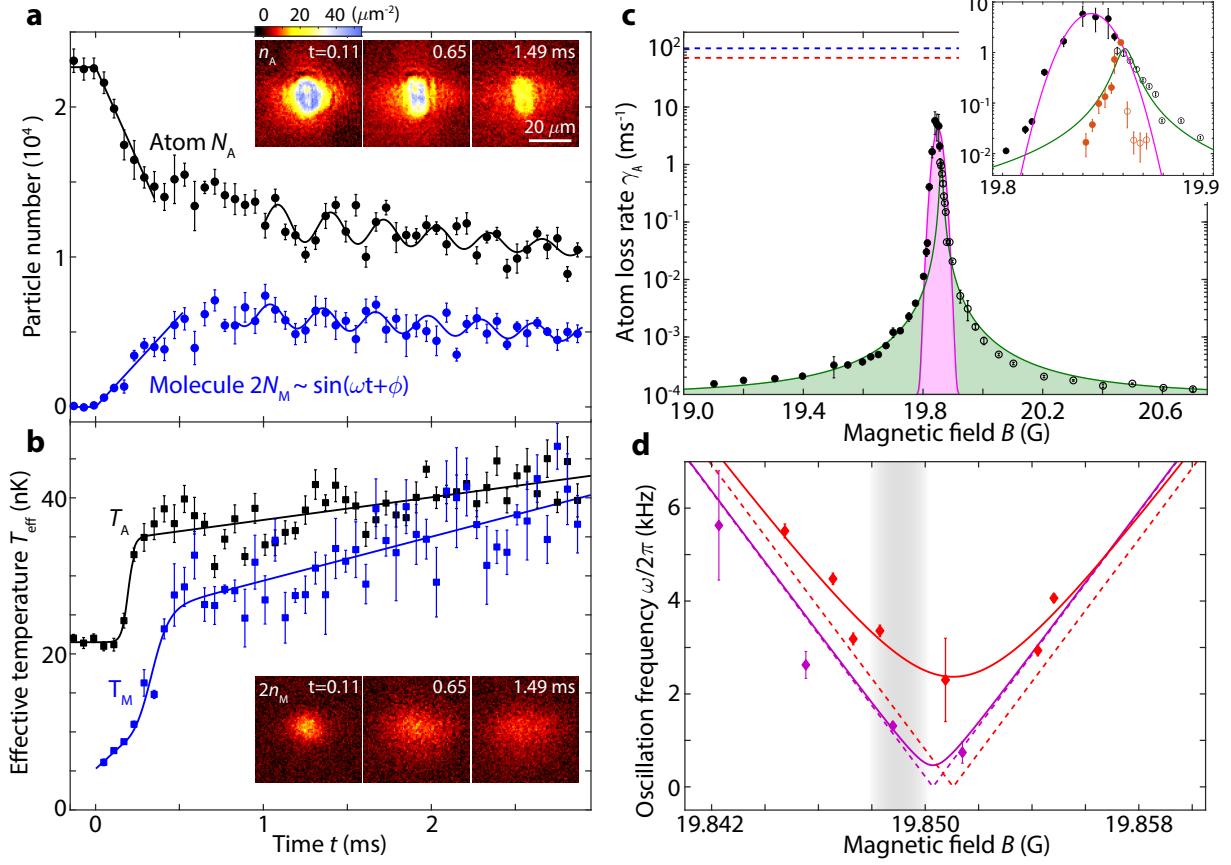 a
0 20 40 (μm⁻²)
n_A t=0.11 0.65 1.49 ms
20 μm
Atom N_A
Molecule 2N_M ~ sin(ωt+ϕ)
Particle number (10⁴)
2
1
0
b
T_A
T_M
2n_M t=0.11 0.65 1.49 ms
Effective temperature T_eff (nK)
40
20
0
0 1 2
Time t (ms)
c
Atom loss rate γ_A (ms⁻¹)
10²
10
1
10⁻¹
10⁻²
10⁻³
10⁻⁴
19.0 19.4 19.8 20.2 20.6
Magnetic field B (G)
10
1
10⁻¹
10⁻²
19.8 19.9
d
Oscillation frequency ω/2π (kHz)
6
4
2
0
19.842 19.850 19.858
Magnetic field B (G)